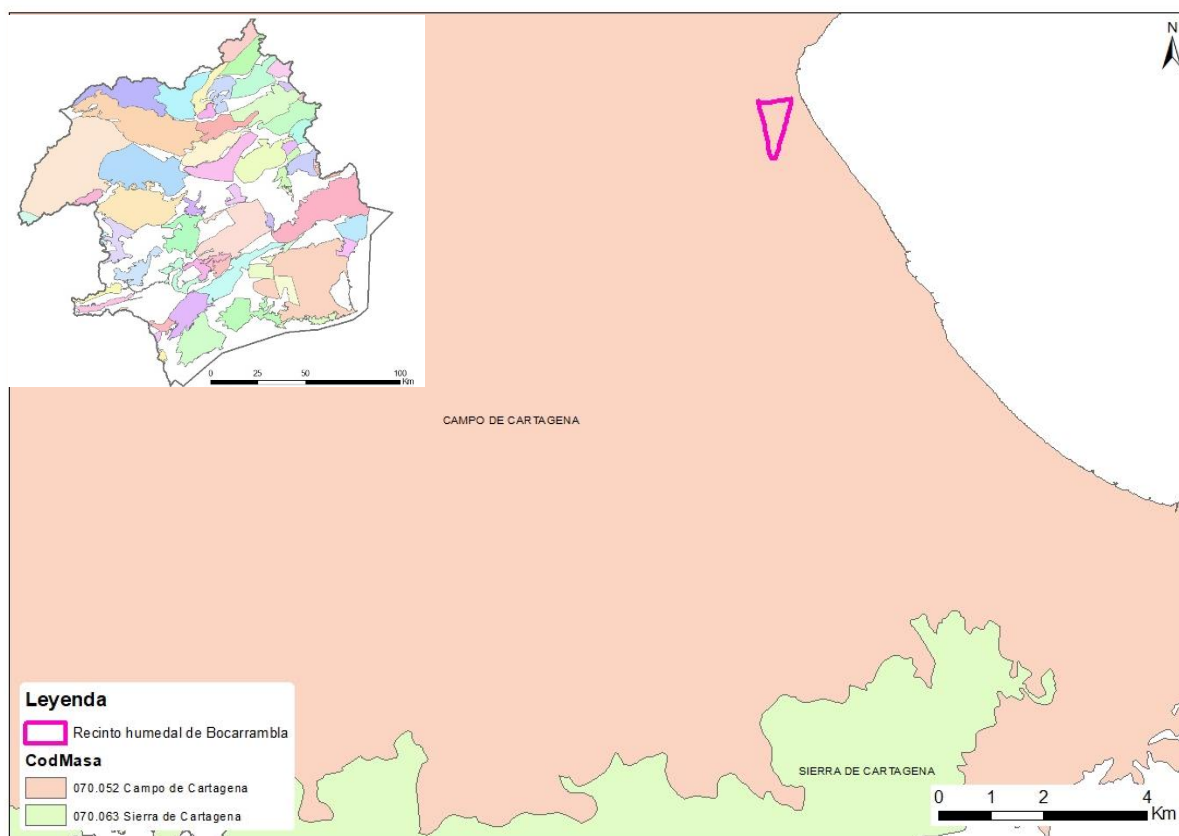 N
0 25 50 100
Km
CAMPO DE CARTAGENA
Leyenda
Recinto humedal de Bocarrambla
CodMasa
070.052 Campo de Cartagena
070.063 Sierra de Cartagena
SIERRA DE CARTAGENA
0 1 2 4
Km